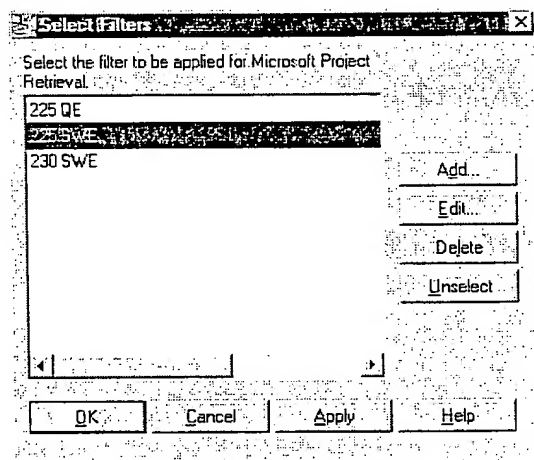 Select Filters
Select the filter to be applied for Microsoft Project
Retrieval.
225 QE
225 SWE
230 SWE
Add...
Edit...
Delete
Unselect
OK
Cancel
Apply
Help